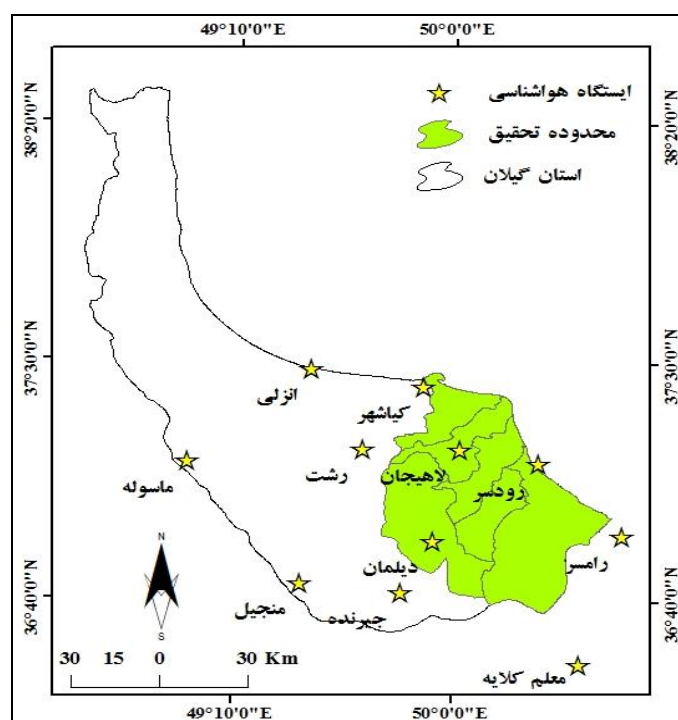 49°10'0"E
50°0'0"E
38°20'0"N
38°20'0"N
ایستگاه هواشناسی
محدوده تحقیق
استان گیلان
37°30'0"N
37°30'0"N
انزلی
کیاشهر
رشت
لاهیجان
رودسر
ماسوله
رامسر
دیلمان
منجیل
جیرنده
معلم کلایه
N
S
36°40'0"N
36°40'0"N
30 15 0 30 Km
49°10'0"E
50°0'0"E